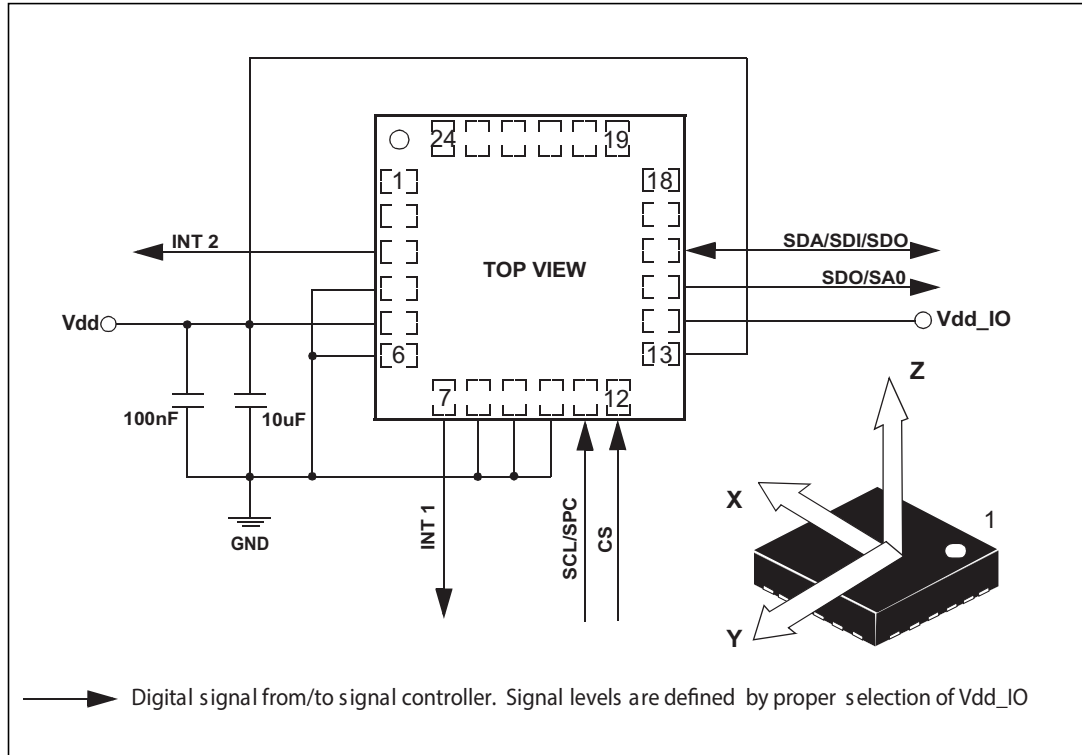 24
19
1
18
INT 2
SDA/SDI/SDO
TOP VIEW
SDO/SA0
Vdd
Vdd_IO
6
13
7
12
100nF
10uF
GND
INT 1
SCL/SPC
CS
Z
X
1
Y
Digital signal from/to signal controller. Signal levels are defined by proper selection of Vdd_IO